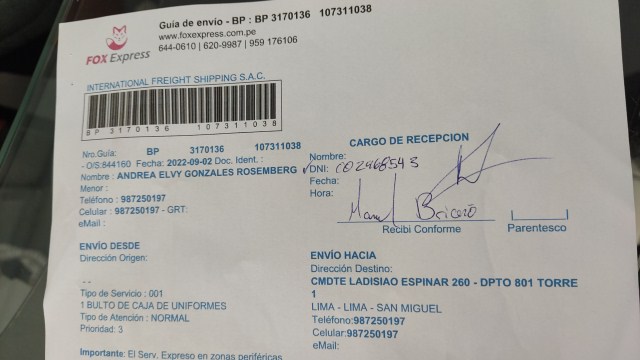 Guía de envío - BP : BP 3170136 107311038
www.foxexpress.com.pe
644-0610 | 620-9987 | 959 176106
FOX Express
INTERNATIONAL FREIGHT SHIPPING S.A.C.
BP 3170136 107311038
Nro.Guía: BP 3170136 107311038
- O/S:844160 Fecha: 2022-09-02 Doc. Ident. :
Nombre : ANDREA ELVY GONZALES ROSEMBERG
Menor :
Teléfono : 987250197
Celular : 987250197 - GRT:
eMail :
CARGO DE RECEPCION
Nombre:
DNI:
Fecha:
Hora:
Recibi Conforme
Parentesco
ENVÍO DESDE
Dirección Origen:
- -
Tipo de Servicio : 001
1 BULTO DE CAJA DE UNIFORMES
Tipo de Atención : NORMAL
Prioridad: 3
Importante: El Serv. Expreso en zonas periféricas
ENVÍO HACIA
Dirección Destino:
CMDTE LADISIAO ESPINAR 260 - DPTO 801 TORRE
1
LIMA - LIMA - SAN MIGUEL
Teléfono:987250197
Celular:987250197
eMail: